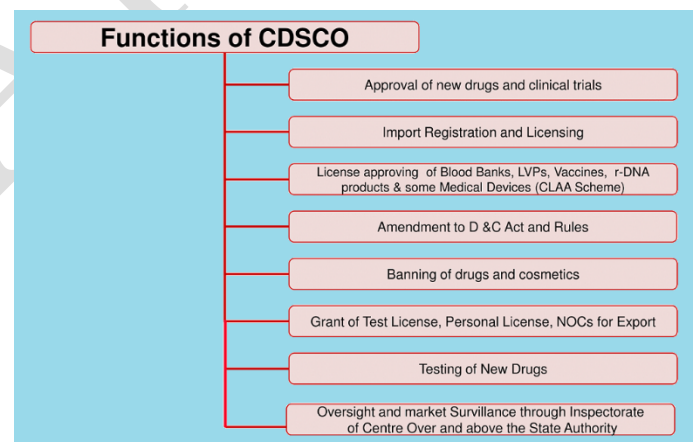 Functions of CDSCO
Approval of new drugs and clinical trials
Import Registration and Licensing
License approving of Blood Banks, LVPs, Vaccines, r-DNA
products & some Medical Devices (CLAA Scheme)
Amendment to D &C Act and Rules
Banning of drugs and cosmetics
Grant of Test License, Personal License, NOCs for Export
Testing of New Drugs
Oversight and market Survillance through Inspectorate
of Centre Over and above the State Authority